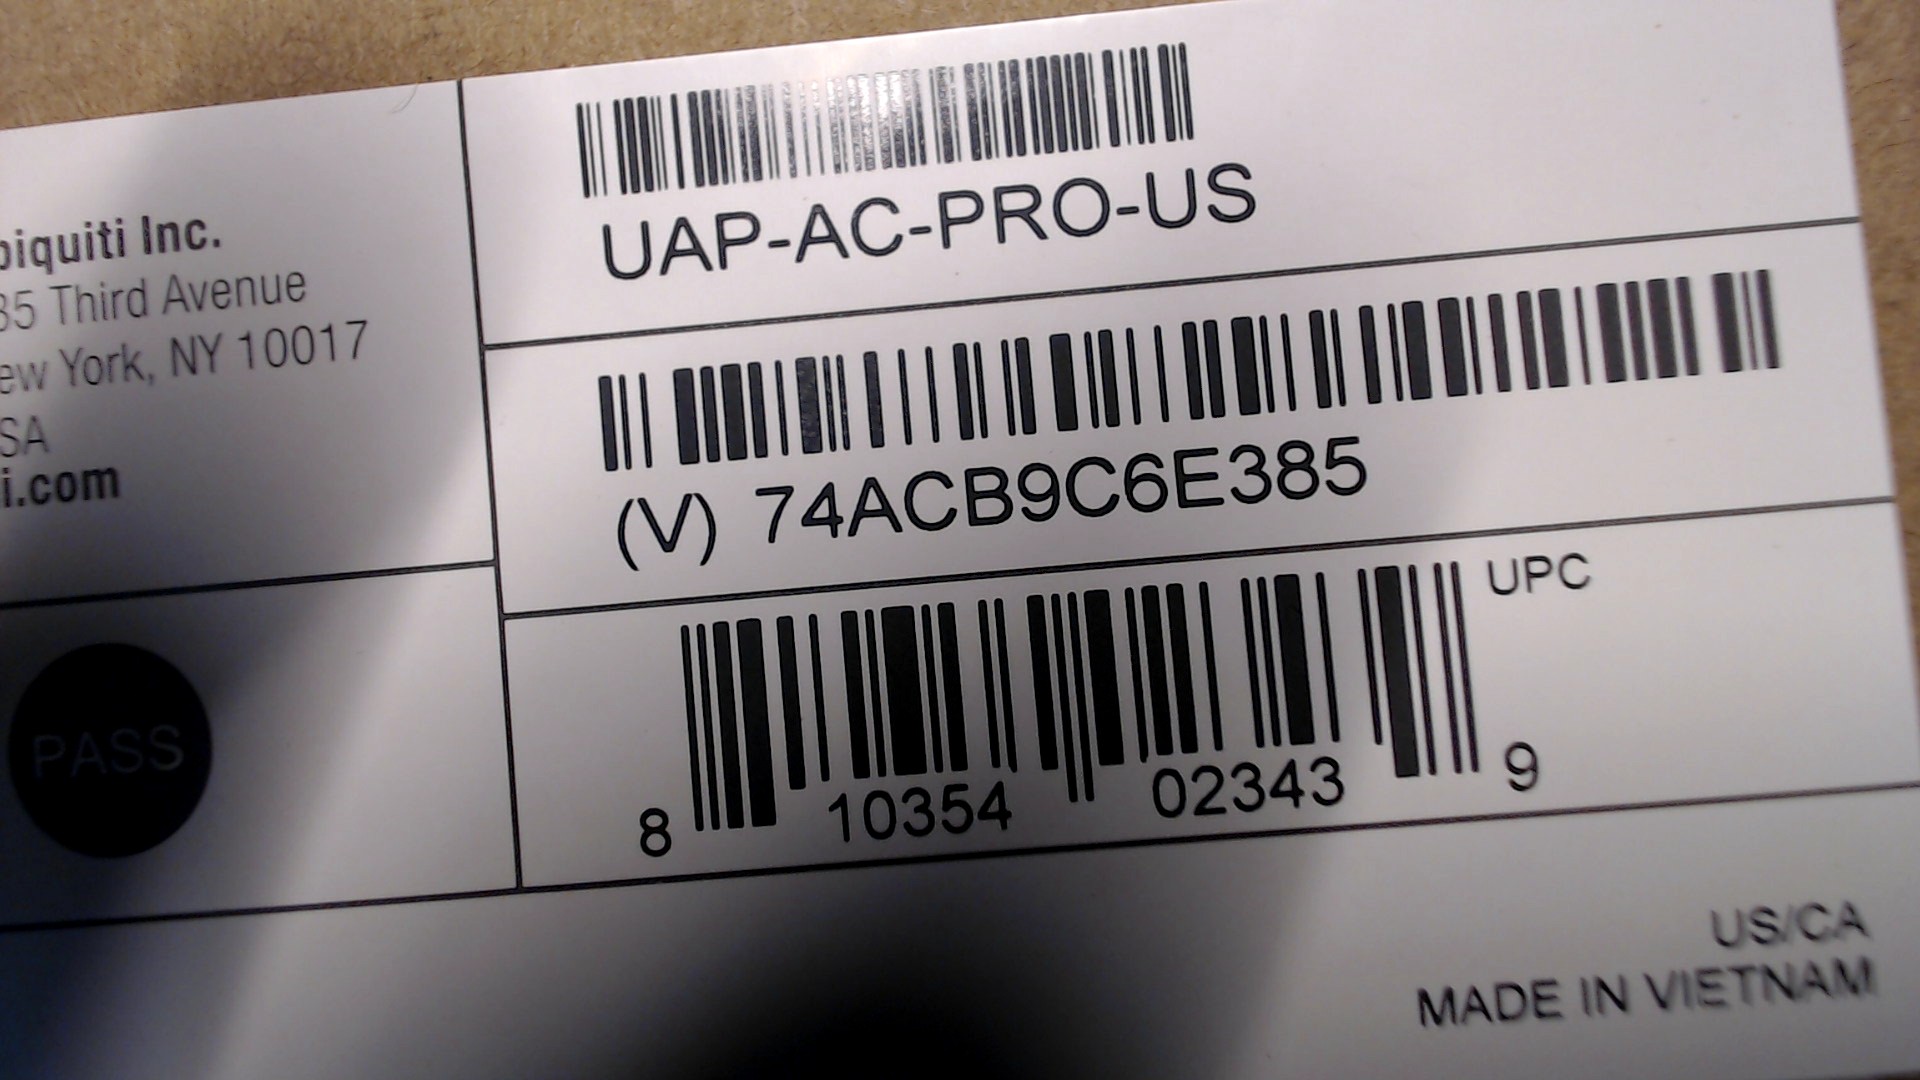 biquiti Inc.
85 Third Avenue
ew York, NY 10017
SA
i.com
PASS
UAP-AC-PRO-US
(V) 74ACB9C6E385
UPC
8 10354 02343 9
US/CA
MADE IN VIETNAM